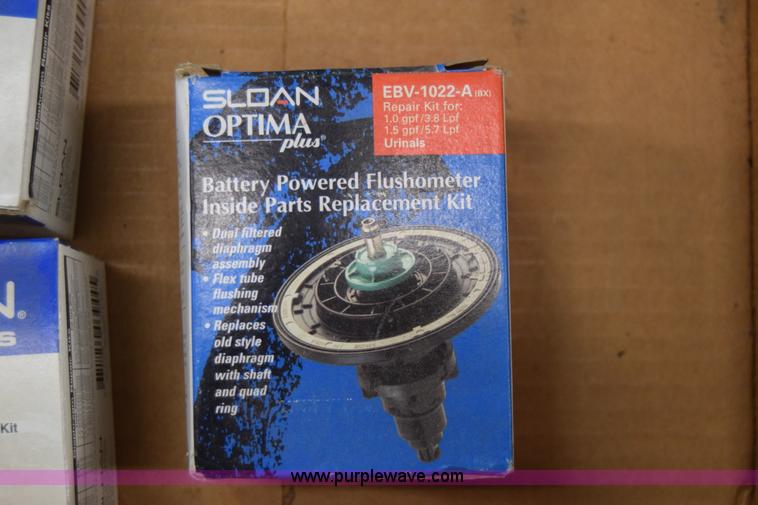 SLOAN
OPTIMA
plus®
EBV-1022-A (BX)
Repair Kit for:
1.0 gpf/3.8 Lpf
1.5 gpf/5.7 Lpf
Urinals
Battery Powered Flushometer
Inside Parts Replacement Kit
• Dual filtered
diaphragm
assembly
• Flex tube
flushing
mechanism
• Replaces
old style
diaphragm
with shaft
and quad
ring
SLOAN
N®
S
Kit
www.purplewave.com